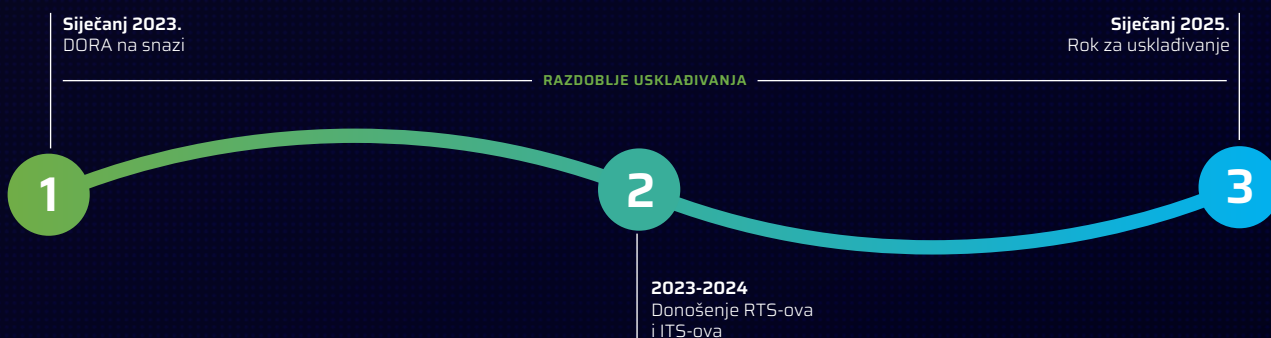 Siječanj 2023.
DORA na snazi
Siječanj 2025.
Rok za usklađivanje
RAZDOBLJE USKLAĐIVANJA
1
2
3
2023-2024
Donošenje RTS-ova
i ITS-ova